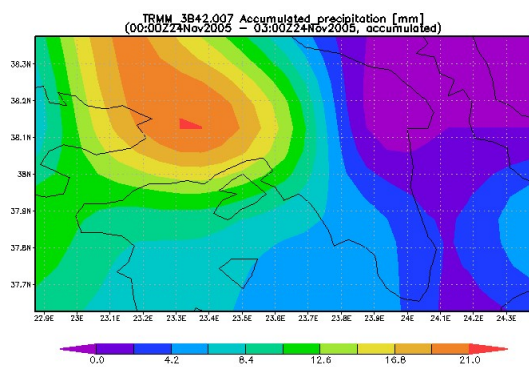 TRMM_3B42.007 Accumulated precipitation [mm]
(00:00Z24Nov2005 – 03:00Z24Nov2005, accumulated)
38.3N
38.2N
38.1N
38N
37.9N
37.8N
37.7N
22.9E 23E 23.1E 23.2E 23.3E 23.4E 23.5E 23.6E 23.7E 23.8E 23.9E 24E 24.1E 24.2E 24.3E
0.0 4.2 8.4 12.6 16.8 21.0